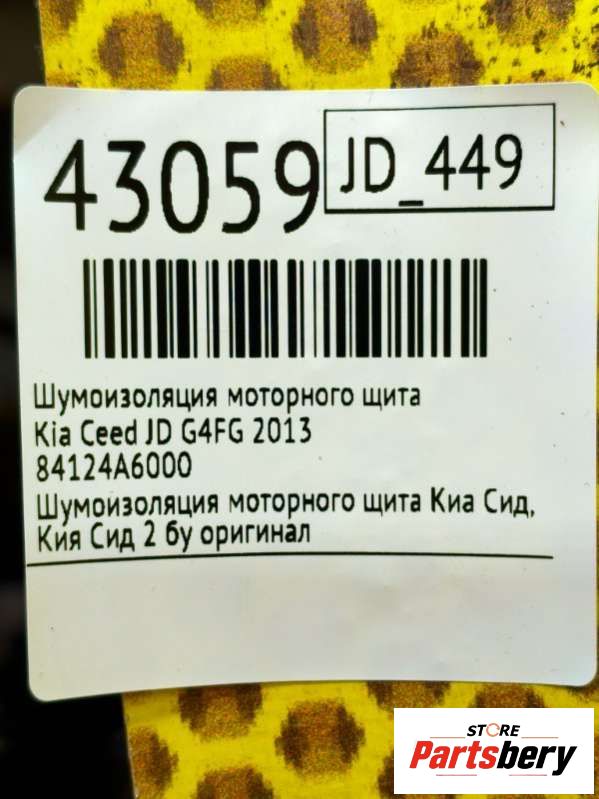 43059
JD_449
Шумоизоляция моторного щита
Kia Ceed JD G4FG 2013
84124A6000
Шумоизоляция моторного щита Киа Сид,
Кия Сид 2 бу оригинал
STORE
Partsbery